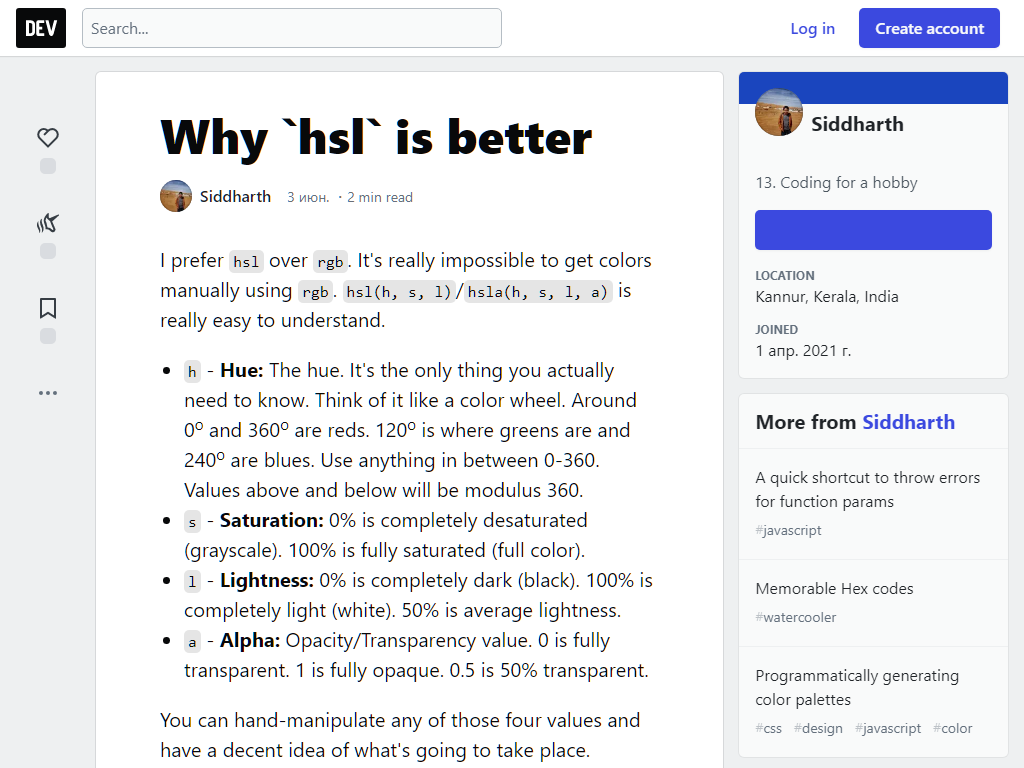 DEV
Search...
Log in
Create account
Why `hsl` is better
Siddharth
3 июн. · 2 min read
I prefer hsl over rgb. It's really impossible to get colors
manually using rgb. hsl(h, s, l)/hsla(h, s, l, a) is
really easy to understand.
h - Hue: The hue. It's the only thing you actually
need to know. Think of it like a color wheel. Around
0º and 360º are reds. 120º is where greens are and
240º are blues. Use anything in between 0-360.
Values above and below will be modulus 360.
s - Saturation: 0% is completely desaturated
(grayscale). 100% is fully saturated (full color).
l - Lightness: 0% is completely dark (black). 100% is
completely light (white). 50% is average lightness.
a - Alpha: Opacity/Transparency value. 0 is fully
transparent. 1 is fully opaque. 0.5 is 50% transparent.
You can hand-manipulate any of those four values and
have a decent idea of what's going to take place.
Siddharth
13. Coding for a hobby
LOCATION
Kannur, Kerala, India
JOINED
1 апр. 2021 г.
More from Siddharth
A quick shortcut to throw errors
for function params
#javascript
Memorable Hex codes
#watercooler
Programmatically generating
color palettes
#css #design #javascript #color